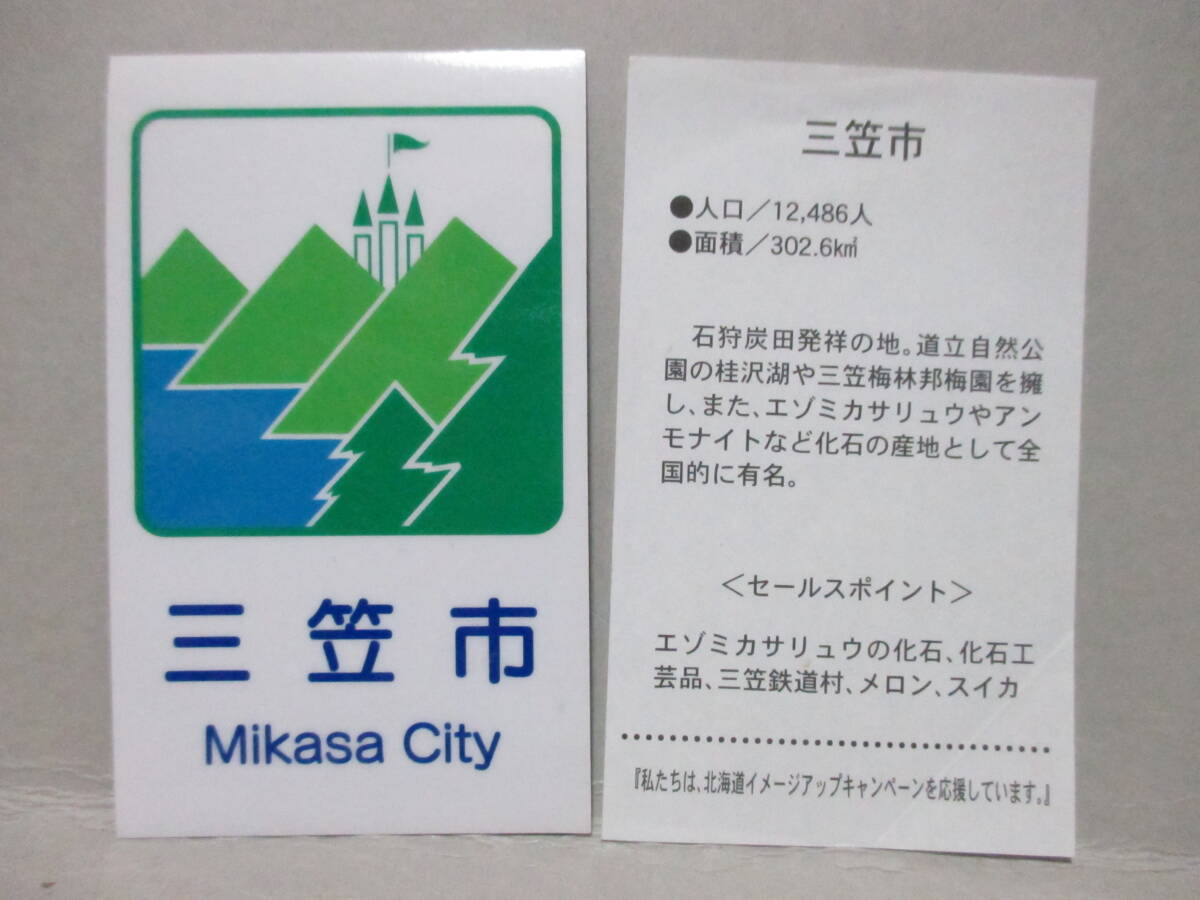 三笠市
Mikasa City
三笠市
●人口／12,486人
●面積／302.6k㎡
石狩炭田発祥の地。道立自然公
園の桂沢湖や三笠梅林邦梅園を擁
し、また、エゾミカサリュウやアン
モナイトなど化石の産地として全
国的に有名。
＜セールスポイント＞
エゾミカサリュウの化石、化石工
芸品、三笠鉄道村、メロン、スイカ
『私たちは、北海道イメージアップキャンペーンを応援しています。』